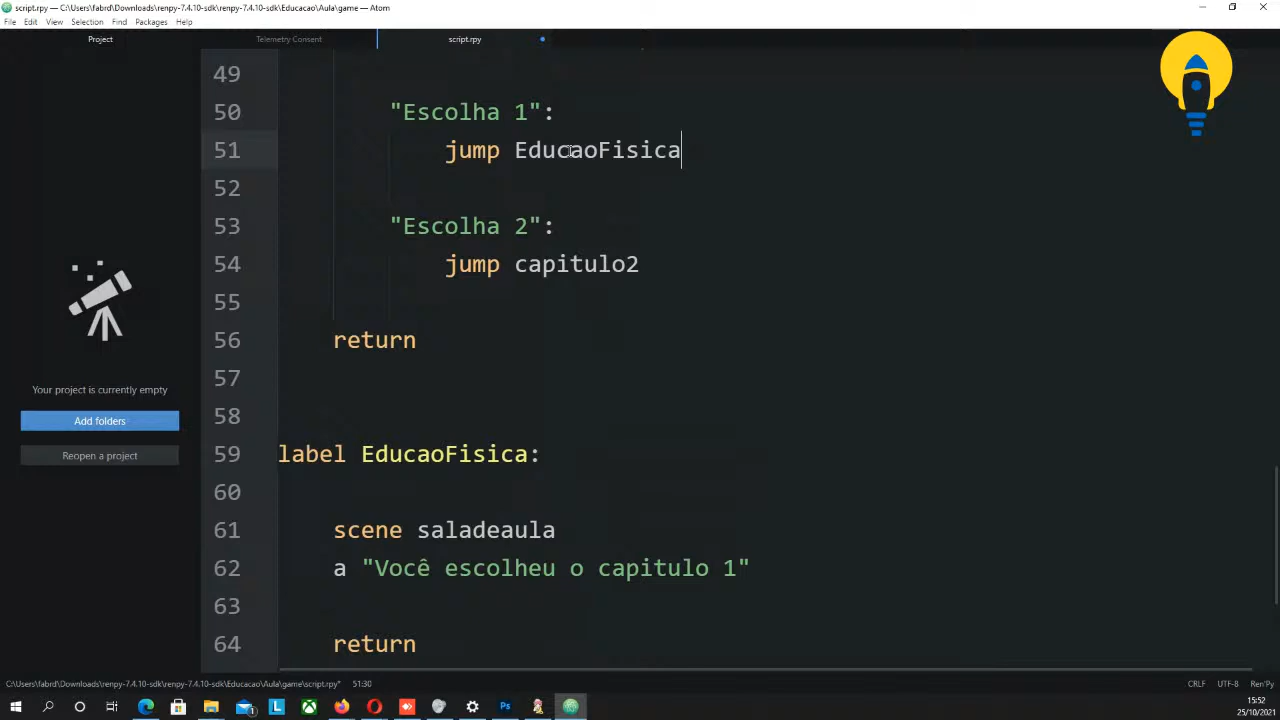 script.rpy — C:\Users\fabrd\Downloads\renpy-7.4.10-sdk\renpy-7.4.10-sdk\Educacao\Aula\game — Atom
File Edit View Selection Find Packages Help
Project Telemetry Consent script.rpy
49
50 "Escolha 1":
51 jump EducaoFisica
52
53 "Escolha 2":
54 jump capitulo2
55
56 return
57
58
59 label EducaoFisica:
60
61 scene saladeaula
62 a "Você escolheu o capitulo 1"
63
64 return
Your project is currently empty
Add folders
Reopen a project
C:\Users\fabrd\Downloads\renpy-7.4.10-sdk\renpy-7.4.10-sdk\Educacao\Aula\game\script.rpy* 51:30 CRLF UTF-8 Ren'Py
15:52
25/10/2021